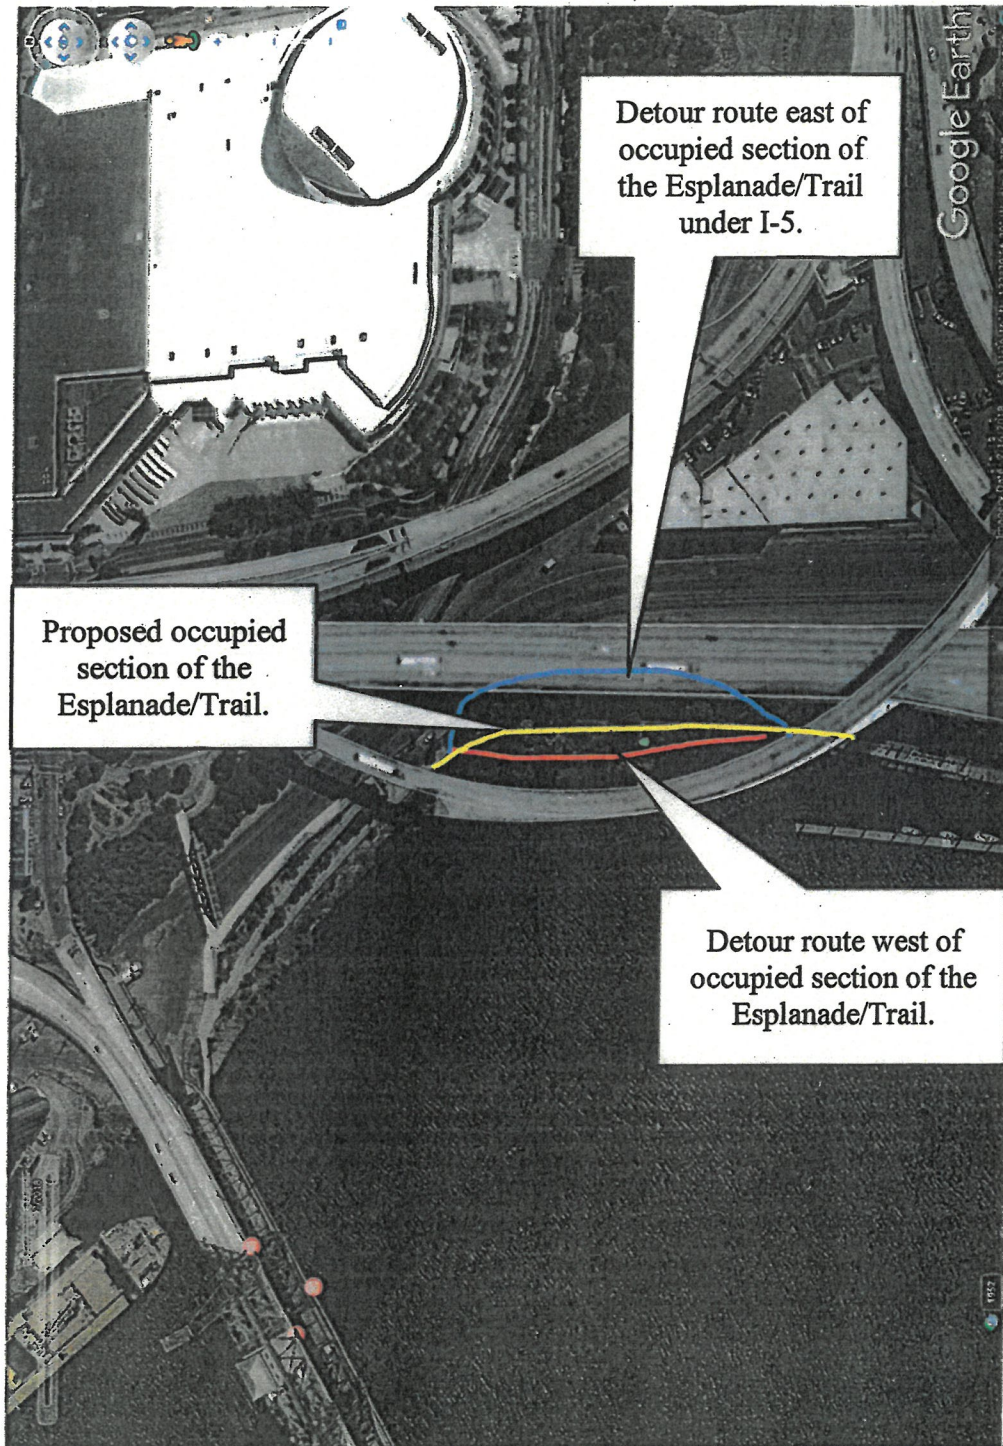 Google Earth
Detour route east of
occupied section of
the Esplanade/Trail
under I-5.
Proposed occupied
section of the
Esplanade/Trail.
Detour route west of
occupied section of the
Esplanade/Trail.